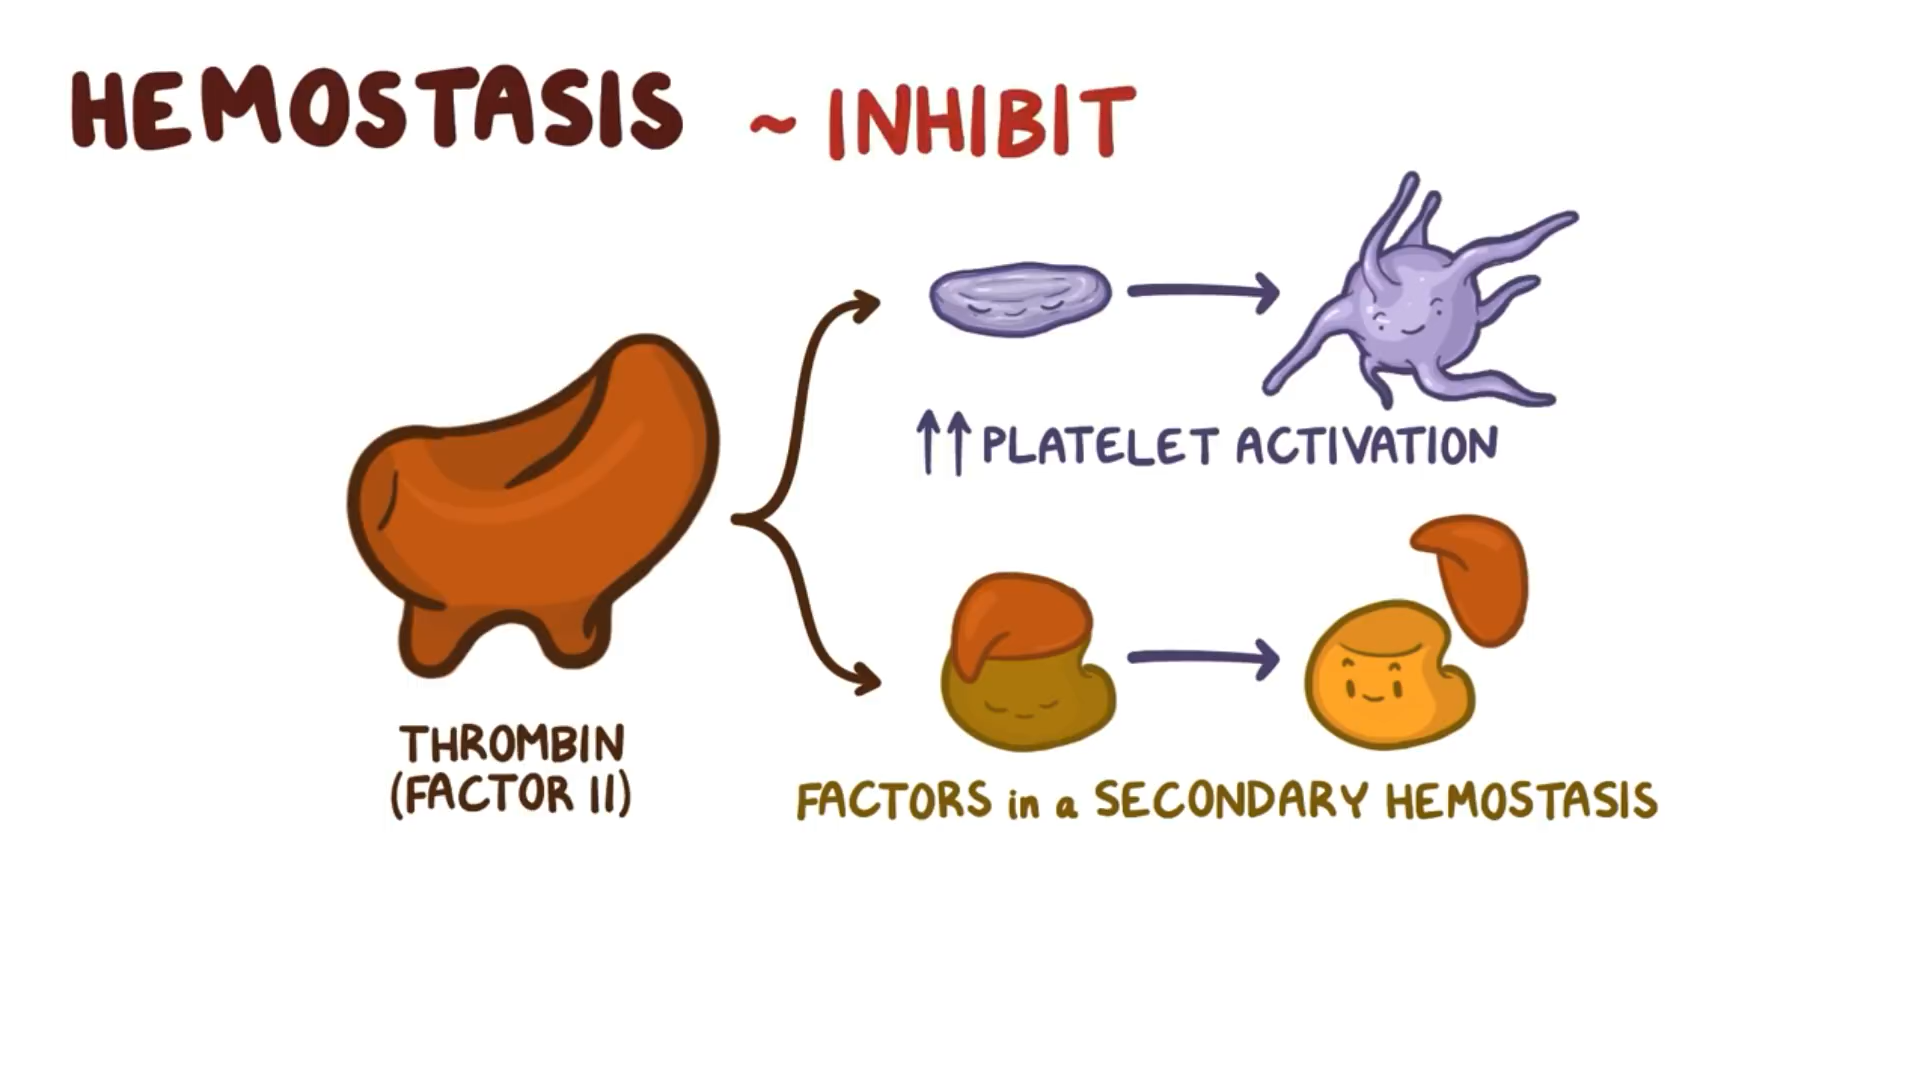 HEMOSTASIS ~ INHIBIT
↑↑ PLATELET ACTIVATION
THROMBIN
(FACTOR II)
FACTORS in a SECONDARY HEMOSTASIS